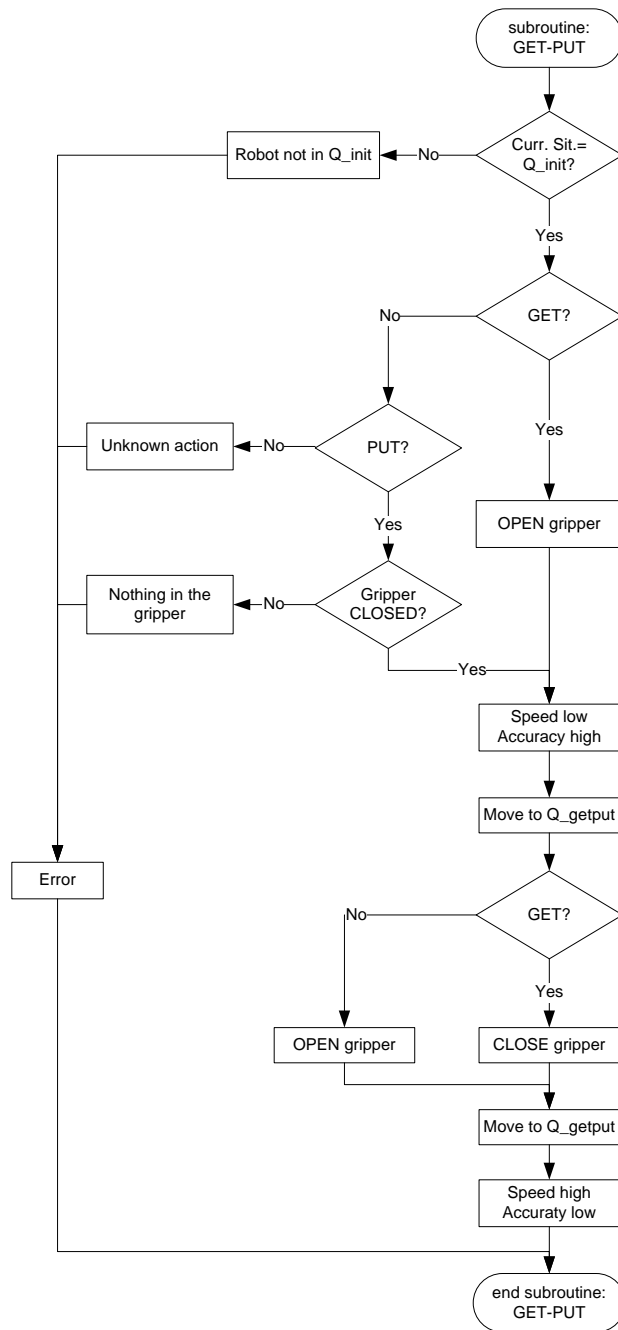 subroutine:
GET-PUT
Curr. Sit.=
Q_init?
No
Robot not in Q_init
Yes
GET?
No
Yes
PUT?
No
Unknown action
Yes
OPEN gripper
Gripper
CLOSED?
No
Nothing in the
gripper
Yes
Speed low
Accuracy high
Move to Q_getput
Error
GET?
No
Yes
OPEN gripper
CLOSE gripper
Move to Q_getput
Speed high
Accuraty low
end subroutine:
GET-PUT